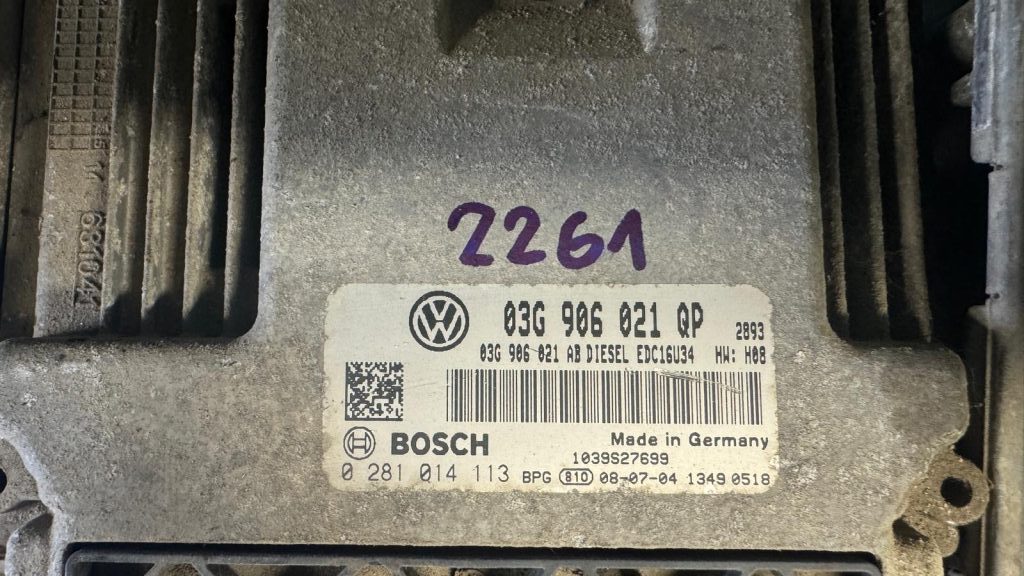 2261
03G 906 021 QP 2893
03G 906 021 AB DIESEL EDC16U34 HW: H08
BOSCH
Made in Germany
1039S27699
0 281 014 113 BPG 810 08-07-04 1349 0518